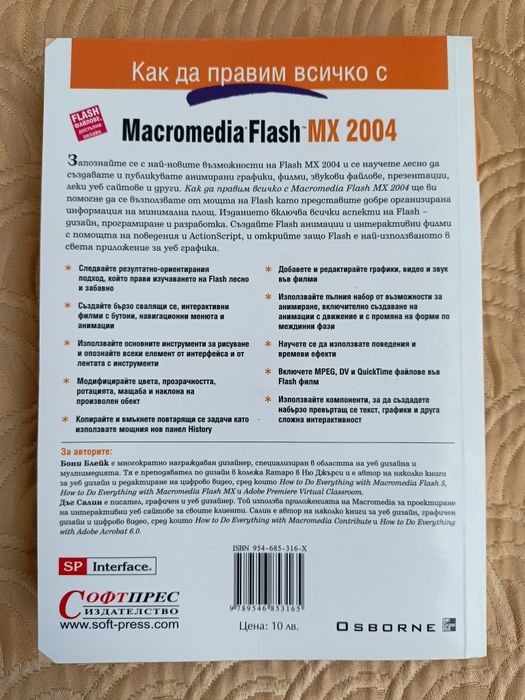 Как да правим всичко с
FLASH
ФАЙЛОВЕ,
достъпни
онлайн
Macromedia® Flash™ MX 2004
Запознайте се с най-новите възможности на Flash MX 2004 и се научете лесно да
създавате и публикувате анимирани графики, филми, звукови файлове, презентации,
леки уеб сайтове и други. Как да правим всичко с Macromedia Flash MX 2004 ще ви
помогне да се възползвате от мощта на Flash като представите добре организирана
информация на минимална площ. Изданието включва всички аспекти на Flash –
дизайн, програмиране и разработка. Създайте Flash анимации и интерактивни филми
с помощта на поведения и ActionScript, и открийте защо Flash е най-използваното в
света приложение за уеб графика.
* Следвайте резултатно-ориентирания
подход, който прави изучаването на Flash лесно
и забавно
* Създайте бързо свалящи се, интерактивни
филми с бутони, навигационни менюта и
анимации
* Използвайте основните инструменти за рисуване
и опознайте всеки елемент от интерфейса и от
лентата с инструменти
* Модифицирайте цвета, прозрачността,
ротацията, мащаба и наклона на
произволен обект
* Копирайте и вмъкнете повтарящи се задачи като
използвате мощния нов панел History
* Добавете и редактирайте графики, видео и звук
във филми
* Използвайте пълния набор от възможности за
анимиране, включително създаване на
анимации с движение и с промяна на форми по
междинни фази
* Научете се да използвате поведения и
времеви ефекти
* Включете MPEG, DV и QuickTime файлове във
Flash филм
* Използвайте компоненти, за да създадете
набързо превъртащ се текст, графики и друга
сложна интерактивност
За авторите:
Бони Блейк е многократно награждаван дизайнер, специализиран в областта на уеб дизайна и
мултимедията. Тя е преподавател по дизайн в колежа Ramapo в Ню Джърси и е автор на няколко книги
за уеб дизайн и редактиране на цифрово видео, сред които How to Do Everything with Macromedia Flash 5,
How to Do Everything with Macromedia Flash MX и Adobe Premiere Virtual Classroom.
Дъг Салин е писател, графичен и уеб дизайнер. Той използва приложенията на Macromedia за проектиране
на интерактивни уеб сайтове за своите клиенти. Салин е автор на няколко книги за уеб дизайн, графичен
дизайн и цифрово видео, сред които How to Do Everything with Macromedia Contribute и How to Do Everything
with Adobe Acrobat 6.0.
ISBN 954-685-316-X
SP Interface®
СОФТПРЕС
ИЗДАТЕЛСТВО
www.soft-press.com
9 789546 853165
Цена: 10 лв.
OSBORNE